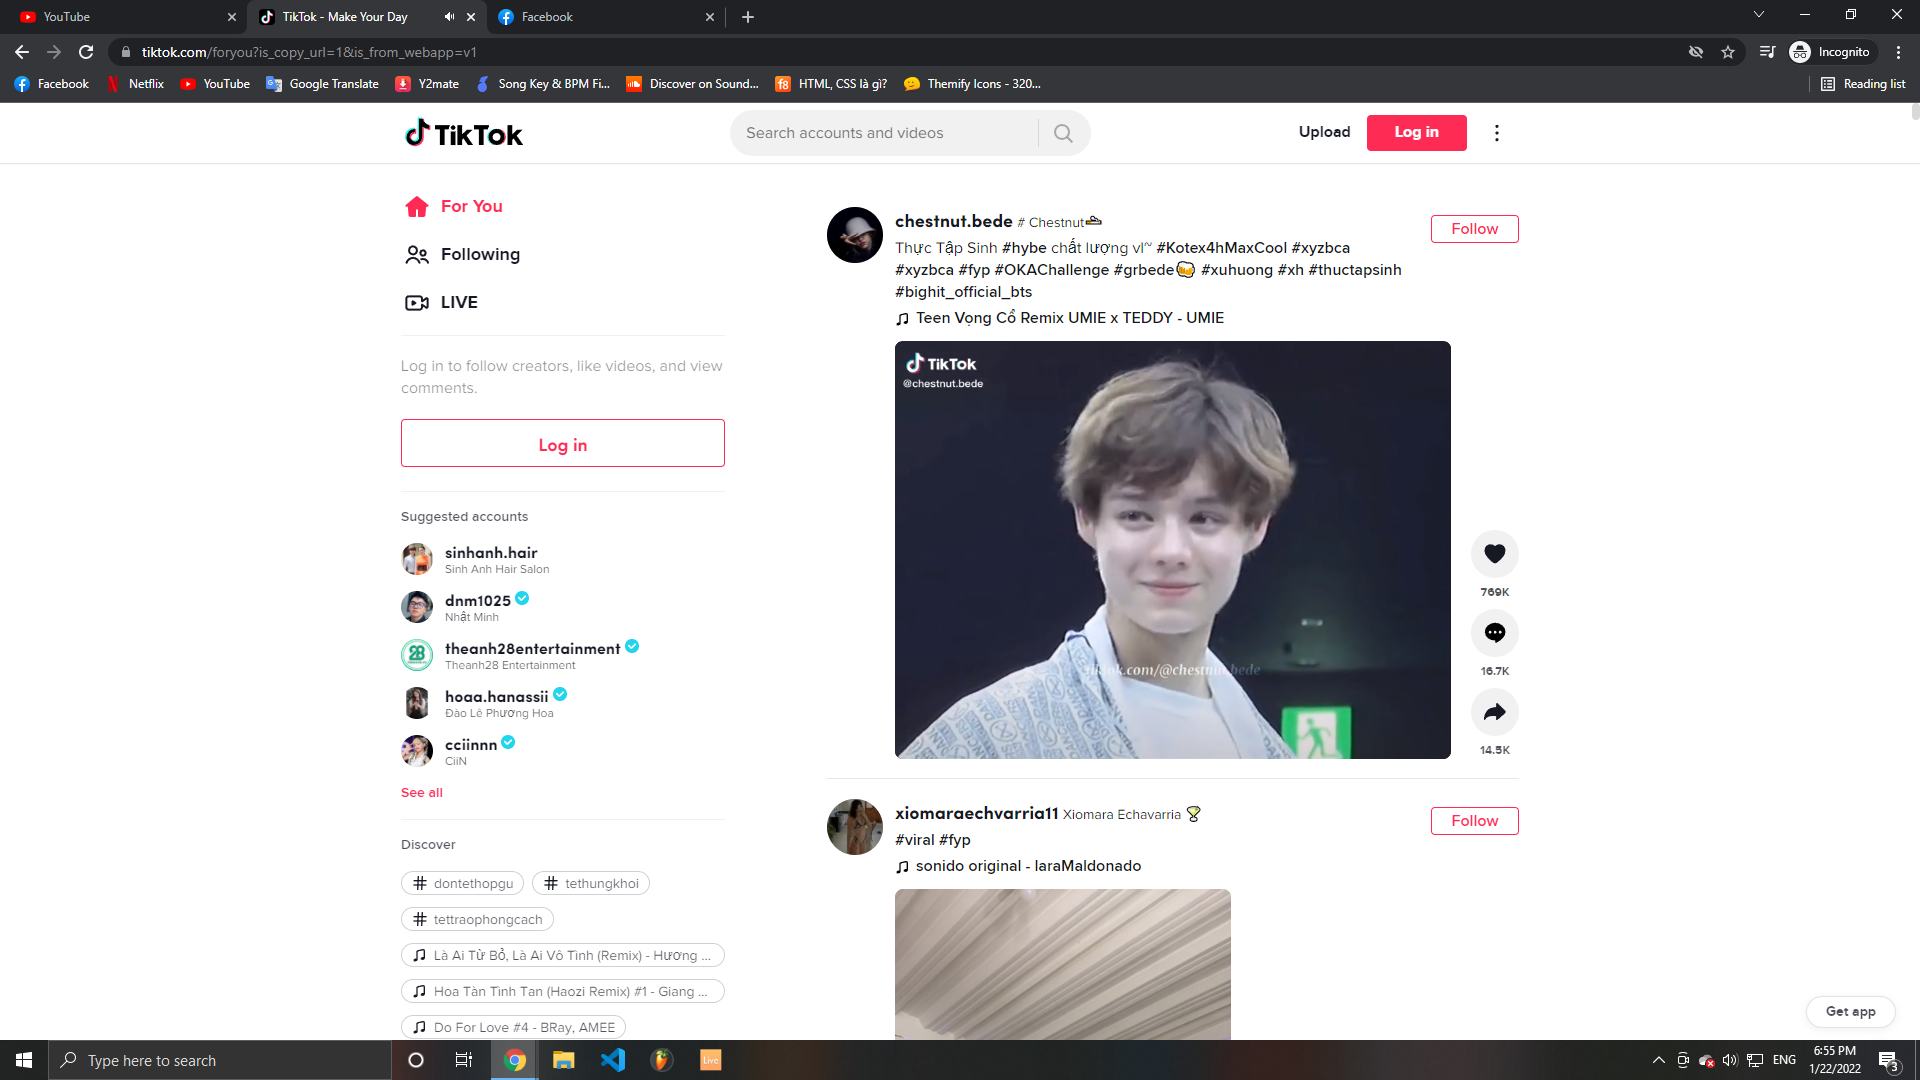 YouTube
TikTok - Make Your Day
Facebook
tiktok.com/foryou?is_copy_url=1&is_from_webapp=v1
Incognito
Facebook
Netflix
YouTube
Google Translate
Y2mate
Song Key & BPM Fi...
Discover on Sound...
f8
HTML, CSS là gì?
Themify Icons - 320...
Reading list
TikTok
Search accounts and videos
Upload
Log in
For You
Following
LIVE
Log in to follow creators, like videos, and view
comments.
Log in
Suggested accounts
sinhanh.hair
Sinh Anh Hair Salon
dnm1025
Nhật Minh
28
theanh28entertainment
Theanh28 Entertainment
hoaa.hanassii
Đào Lê Phương Hoa
cciinnn
CiiN
See all
Discover
# dontethopgu
# tethungkhoi
# tettraophongcach
Là Ai Từ Bỏ, Là Ai Vô Tình (Remix) - Hương ...
Hoa Tàn Tình Tan (Haozi Remix) #1 - Giang ...
Do For Love #4 - BRay, AMEE
chestnut.bede # Chestnut
Follow
Thực Tập Sinh #hybe chất lượng vl~ #Kotex4hMaxCool #xyzbca
#xyzbca #fyp #OKAChallenge #grbede🍻 #xuhuong #xh #thuctapsinh
#bighit_official_bts
Teen Vọng Cổ Remix UMIE x TEDDY - UMIE
TikTok
@chestnut.bede
tiktok.com/@chestnut.bede
769K
16.7K
14.5K
xiomaraechvarria11 Xiomara Echavarria 🏆
Follow
#viral #fyp
sonido original - laraMaldonado
Get app
Type here to search
Live
ENG
6:55 PM
1/22/2022
3